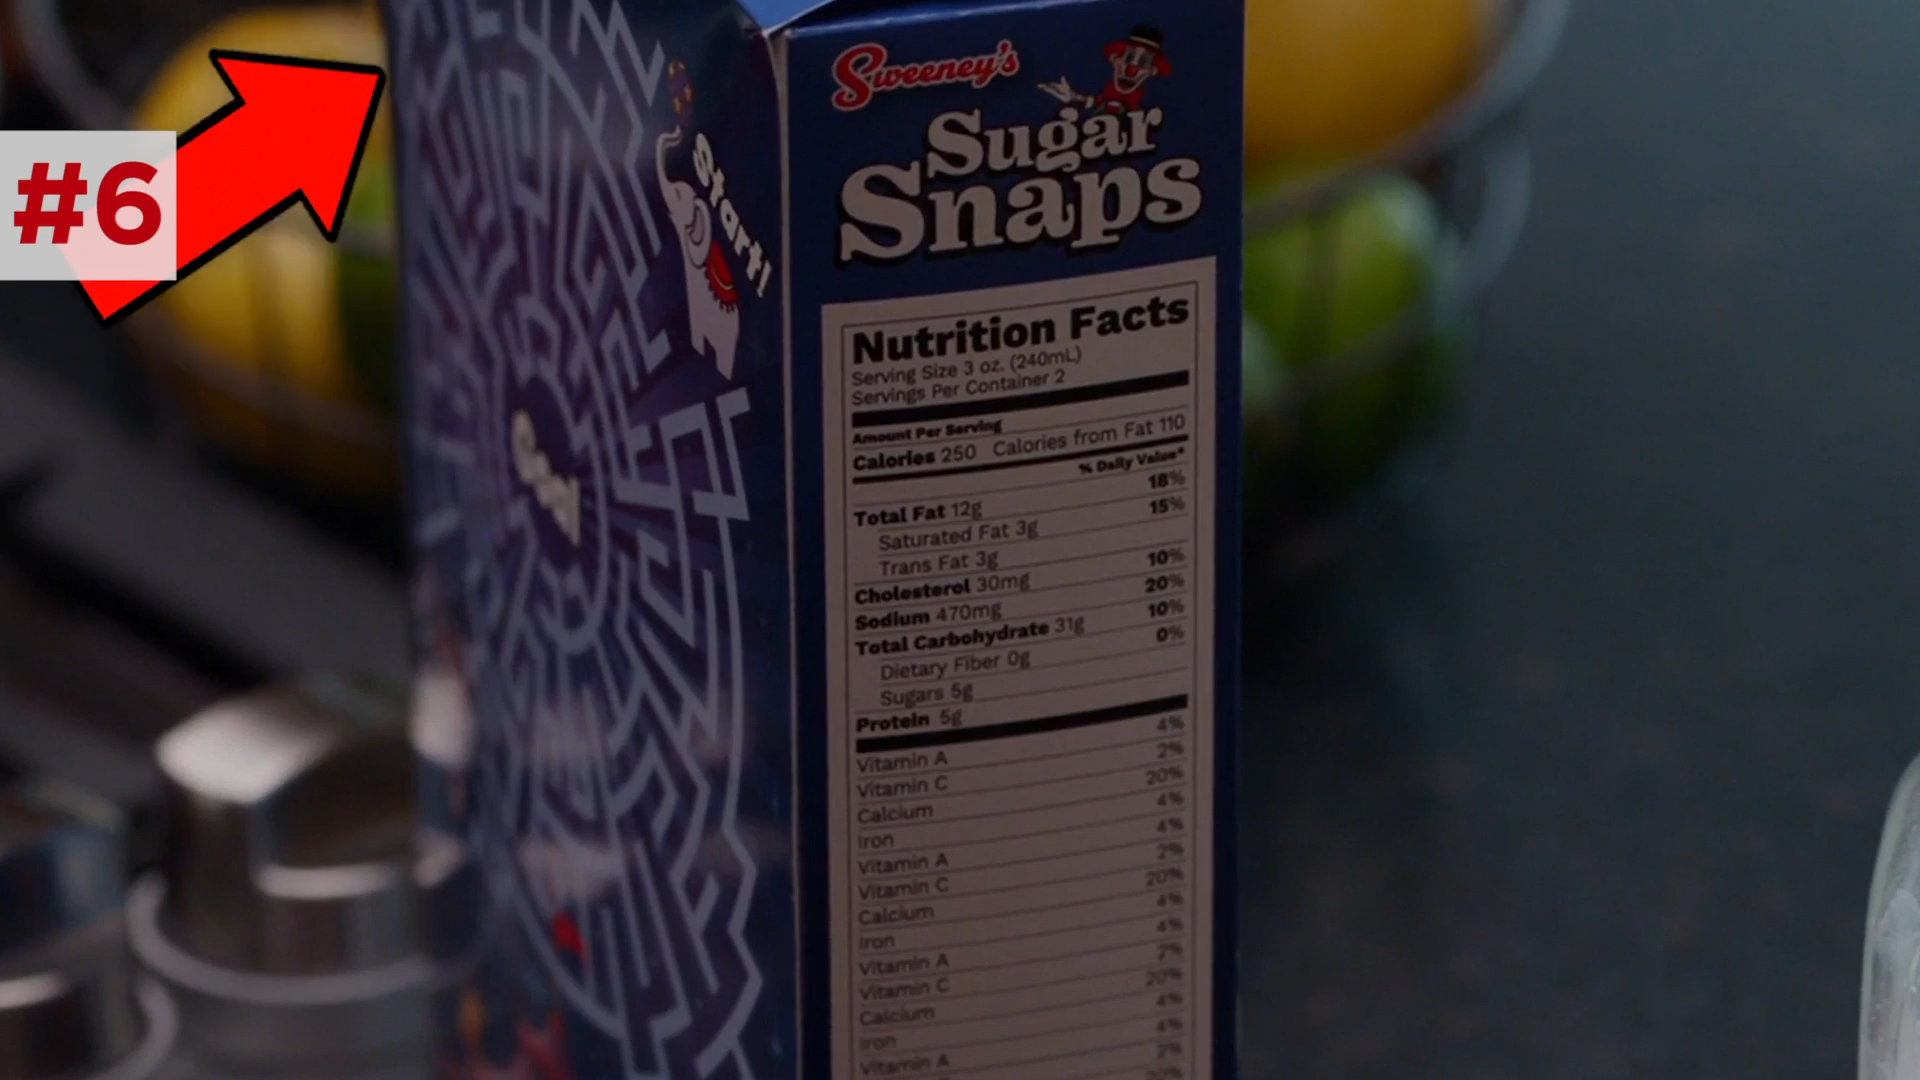 #6
Start!
Sweeney's
Sugar
Snaps
Nutrition Facts
Serving Size 3 oz. (240mL)
Servings Per Container 2
Amount Per Serving
Calories 250 Calories from Fat 110
% Daily Value*
18%
Total Fat 12g
15%
Saturated Fat 3g
Trans Fat 3g
10%
Cholesterol 30mg
20%
Sodium 470mg
10%
Total Carbohydrate 31g
0%
Dietary Fiber 0g
Sugars 5g
Protein 5g
4%
Vitamin A
2%
Vitamin C
20%
Calcium
4%
Iron
4%
Vitamin A
2%
Vitamin C
20%
Calcium
4%
Iron
4%
Vitamin A
2%
Vitamin C
20%
Calcium
4%
Iron
4%
Vitamin A
2%
20%